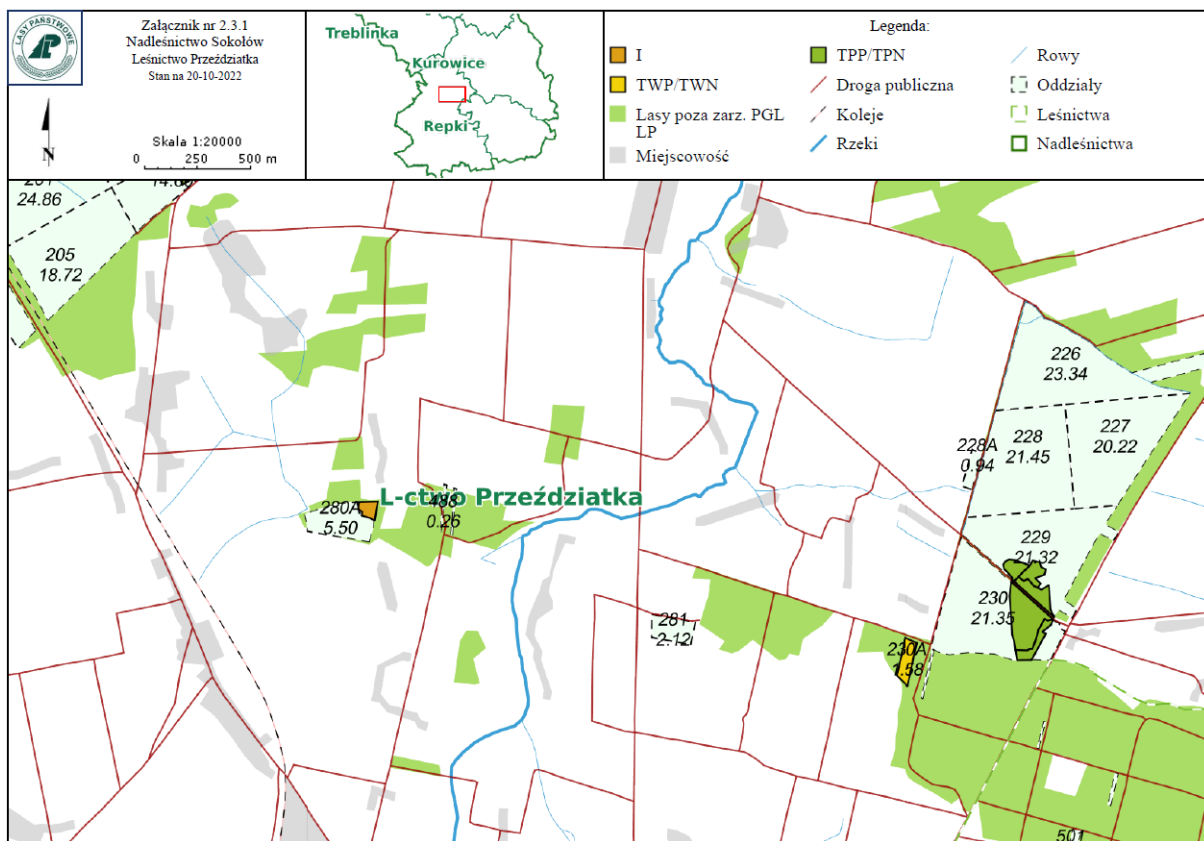 LASY PAŃSTWOWE
Załącznik nr 2.3.1
Nadleśnictwo Sokołów
Leśnictwo Przeździatka
Stan na 20-10-2022
N
Skala 1:20000
0 250 500 m
Treblinka
Kurowice
Repki
Legenda:
I
TWP/TWN
Lasy poza zarz. PGL
LP
Miejscowość
TPP/TPN
Droga publiczna
Koleje
Rzeki
Rowy
Oddziały
Leśnictwa
Nadleśnictwa
24.86
205
18.72
226
23.34
227
20.22
228
21.45
228A
0.94
229
21.32
230
21.35
230A
1.58
280A
5.50
L-ctwo Przeździatka
488
0.26
281
2.12
501